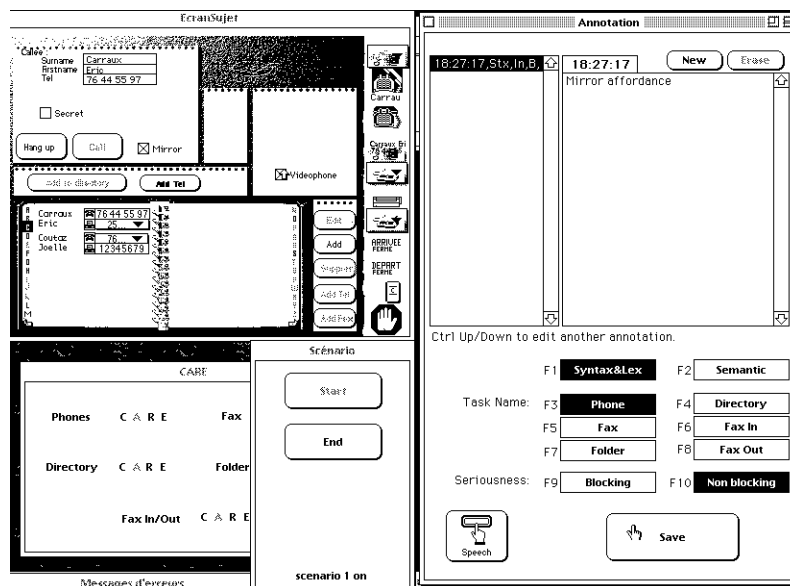 EcranSujet
Callée :
Surname Carraux
Firstname Eric
Tel 76 44 55 97
Secret
Hang up Call Mirror
Add to directory Add Tel
Videophone
Carrau
Carraux Eri
Carraux 76 44 55 97
Eric 25...
Coutaz 76...
Joelle 12345679
Edit
Add
Suppr
Add Tel
Add Fax
ARRIVEE
FERME
DEPART
FERME
CARE
Phones C A R E Fax
Directory C A R E Folder
Fax In/Out C A R E
Messages d'erreurs
Scénario
Start
End
scenario 1 on
Annotation
18:27:17,Stx,In,B,
18:27:17 New Erase
Mirror affordance
Ctrl Up/Down to edit another annotation.
F1 Syntax&Lex F2 Semantic
Task Name: F3 Phone F4 Directory
F5 Fax F6 Fax In
F7 Folder F8 Fax Out
Seriousness: F9 Blocking F10 Non blocking
Speech
Save